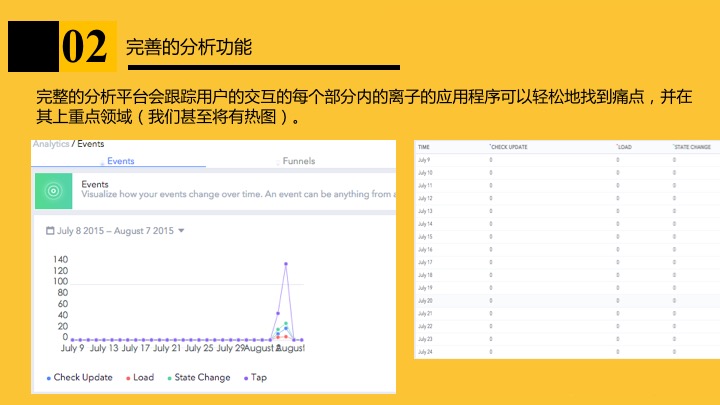 02 完善的分析功能
完整的分析平台会跟踪用户的交互的每个部分内的离子的应用程序可以轻松地找到痛点，并在
其上重点领域（我们甚至将有热图）。
Analytics / Events
Events Funnels
Events
Visualize how your events change over time. An event can be anything from a
July 8 2015 – August 7 2015
140
120
100
80
60
40
20
0
July 9 July 13 July 17 July 21 July 25 July 29 August 2 August
Check Update Load State Change Tap
TIME CHECK UPDATE LOAD STATE CHANGE
July 9 0 0 0
July 10 0 0 0
July 11 0 0 0
July 12 0 0 0
July 13 0 0 0
July 14 0 0 0
July 15 0 0 0
July 16 0 0 0
July 17 0 0 0
July 18 0 0 0
July 19 0 0 0
July 20 0 0 0
July 21 0 0 0
July 22 0 0 0
July 23 0 0 0
July 24 0 0 0